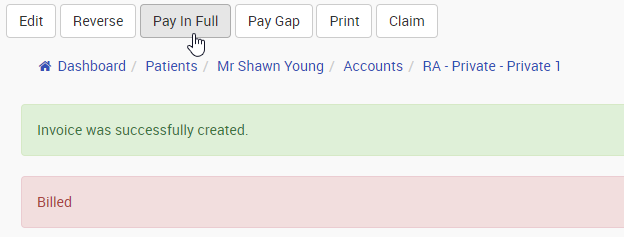 Edit Reverse Pay In Full Pay Gap Print Claim
Dashboard / Patients / Mr Shawn Young / Accounts / RA - Private - Private 1
Invoice was successfully created.
Billed